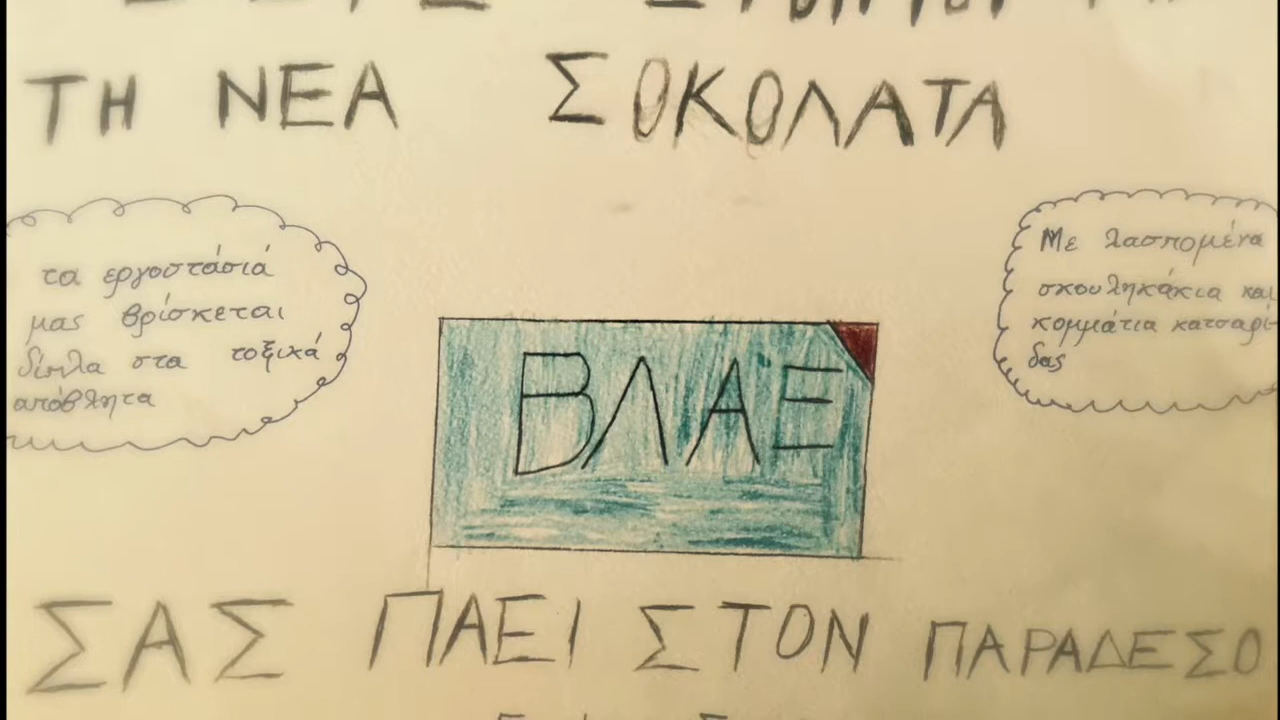 ΤΗ ΝΕΑ ΣΟΚΟΛΑΤΑ
τα εργοστάσιά
μας βρίσκεται
δίπλα στα τοξικά
απόβλητα
Με λασπομένα
σκουληκάκια και
κομμάτια κατσαρί
δας
ΒΛΑΞ
ΣΑΣ ΠΑΕΙ ΣΤΟΝ ΠΑΡΑΔΕΣΟ